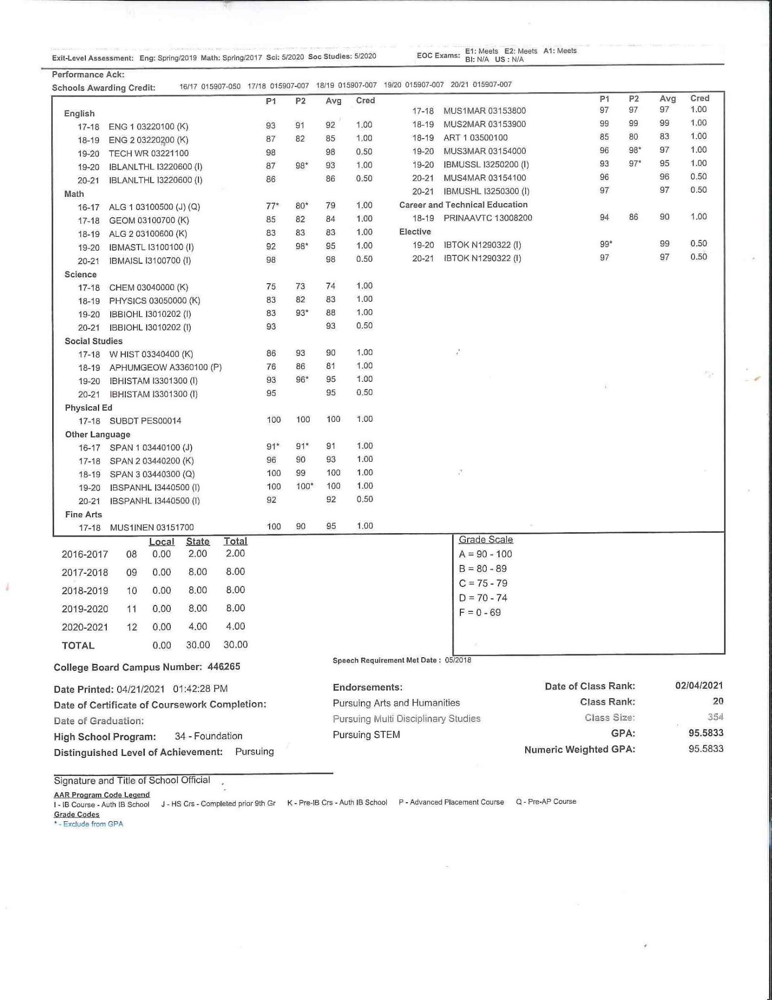 Exit-Level Assessment: Eng: Spring/2019 Math: Spring/2017 Sci: 5/2020 Soc Studies: 5/2020
EOC Exams: E1: Meets E2: Meets A1: Meets
BI: N/A US : N/A
Performance Ack:
Schools Awarding Credit: 16/17 015907-050 17/18 015907-007 18/19 015907-007 19/20 015907-007 20/21 015907-007
P1 P2 Avg Cred
English
17-18 ENG 1 03220100 (K) 93 91 92 1.00
18-19 ENG 2 03220200 (K) 87 82 85 1.00
19-20 TECH WR 03221100 98 98 0.50
19-20 IBLANLTHL I3220600 (I) 87 98* 93 1.00
20-21 IBLANLTHL I3220600 (I) 86 86 0.50
Math
16-17 ALG 1 03100500 (J) (Q) 77* 80* 79 1.00
17-18 GEOM 03100700 (K) 85 82 84 1.00
18-19 ALG 2 03100600 (K) 83 83 83 1.00
19-20 IBMASTL I3100100 (I) 92 98* 95 1.00
20-21 IBMAISL I3100700 (I) 98 98 0.50
Science
17-18 CHEM 03040000 (K) 75 73 74 1.00
18-19 PHYSICS 03050000 (K) 83 82 83 1.00
19-20 IBBIOHL I3010202 (I) 83 93* 88 1.00
20-21 IBBIOHL I3010202 (I) 93 93 0.50
Social Studies
17-18 W HIST 03340400 (K) 86 93 90 1.00
18-19 APHUMGEOW A3360100 (P) 76 86 81 1.00
19-20 IBHISTAM I3301300 (I) 93 96* 95 1.00
20-21 IBHISTAM I3301300 (I) 95 95 0.50
Physical Ed
17-18 SUBDT PES00014 100 100 100 1.00
Other Language
16-17 SPAN 1 03440100 (J) 91* 91* 91 1.00
17-18 SPAN 2 03440200 (K) 96 90 93 1.00
18-19 SPAN 3 03440300 (Q) 100 99 100 1.00
19-20 IBSPANHL I3440500 (I) 100 100* 100 1.00
20-21 IBSPANHL I3440500 (I) 92 92 0.50
Fine Arts
17-18 MUS1INEN 03151700 100 90 95 1.00
P1 P2 Avg Cred
17-18 MUS1MAR 03153800 97 97 97 1.00
18-19 MUS2MAR 03153900 99 99 99 1.00
18-19 ART 1 03500100 85 80 83 1.00
19-20 MUS3MAR 03154000 96 98* 97 1.00
19-20 IBMUSSL I3250200 (I) 93 97* 95 1.00
20-21 MUS4MAR 03154100 96 96 0.50
20-21 IBMUSHL I3250300 (I) 97 97 0.50
Career and Technical Education
18-19 PRINAAVTC 13008200 94 86 90 1.00
Elective
19-20 IBTOK N1290322 (I) 99* 99 0.50
20-21 IBTOK N1290322 (I) 97 97 0.50
Local State Total
2016-2017 08 0.00 2.00 2.00
2017-2018 09 0.00 8.00 8.00
2018-2019 10 0.00 8.00 8.00
2019-2020 11 0.00 8.00 8.00
2020-2021 12 0.00 4.00 4.00
TOTAL 0.00 30.00 30.00
Grade Scale
A = 90 - 100
B = 80 - 89
C = 75 - 79
D = 70 - 74
F = 0 - 69
College Board Campus Number: 446265
Speech Requirement Met Date : 05/2018
Date Printed: 04/21/2021 01:42:28 PM
Date of Certificate of Coursework Completion:
Date of Graduation:
High School Program: 34 - Foundation
Distinguished Level of Achievement: Pursuing
Endorsements:
Pursuing Arts and Humanities
Pursuing Multi Disciplinary Studies
Pursuing STEM
Date of Class Rank: 02/04/2021
Class Rank: 20
Class Size: 354
GPA: 95.5833
Numeric Weighted GPA: 95.5833
Signature and Title of School Official
AAR Program Code Legend
I - IB Course - Auth IB School J - HS Crs - Completed prior 9th Gr K - Pre-IB Crs - Auth IB School P - Advanced Placement Course Q - Pre-AP Course
Grade Codes
* - Exclude from GPA